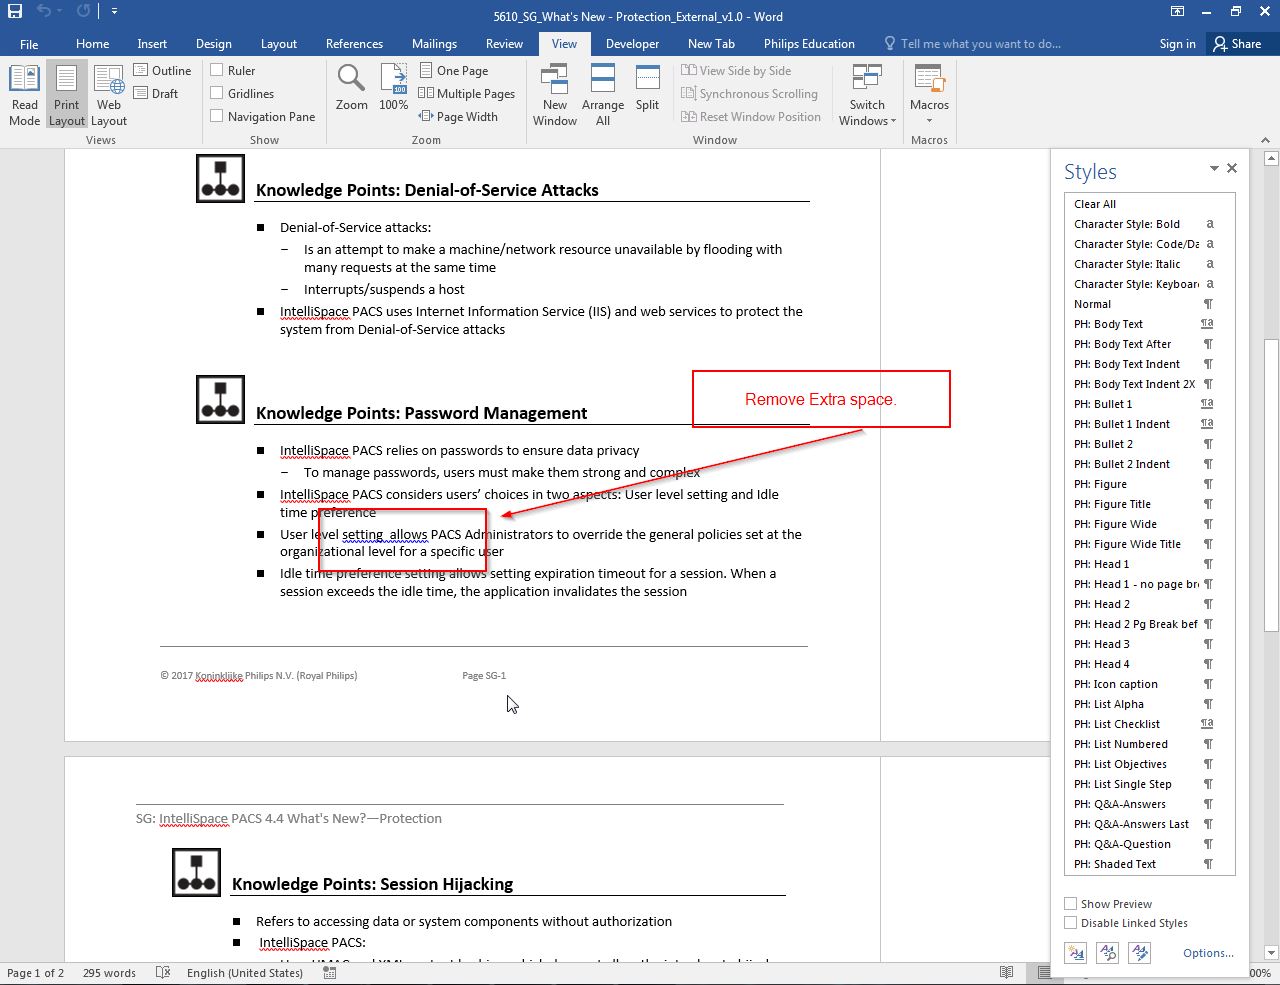 5610_SG_What's New - Protection_External_v1.0 - Word
File Home Insert Design Layout References Mailings Review View Developer New Tab Philips Education Tell me what you want to do... Sign in Share
Read Mode
Print Layout
Web Layout
Outline
Draft
Views
Ruler
Gridlines
Navigation Pane
Show
Zoom
100%
100
One Page
Multiple Pages
Page Width
Zoom
New Window
Arrange All
Split
View Side by Side
Synchronous Scrolling
Reset Window Position
Window
Switch Windows
Macros
Macros
Knowledge Points: Denial-of-Service Attacks
Denial-of-Service attacks:
– Is an attempt to make a machine/network resource unavailable by flooding with
many requests at the same time
– Interrupts/suspends a host
IntelliSpace PACS uses Internet Information Service (IIS) and web services to protect the
system from Denial-of-Service attacks
Knowledge Points: Password Management
Remove Extra space.
IntelliSpace PACS relies on passwords to ensure data privacy
– To manage passwords, users must make them strong and complex
IntelliSpace PACS considers users’ choices in two aspects: User level setting and Idle
time preference
User level setting  allows PACS Administrators to override the general policies set at the
organizational level for a specific user
Idle time preference setting allows setting expiration timeout for a session. When a
session exceeds the idle time, the application invalidates the session
© 2017 Koninklijke Philips N.V. (Royal Philips) Page SG-1
SG: IntelliSpace PACS 4.4 What's New?—Protection
Knowledge Points: Session Hijacking
Refers to accessing data or system components without authorization
IntelliSpace PACS:
Styles
Clear All
Character Style: Bold a
Character Style: Code/Da a
Character Style: Italic a
Character Style: Keyboar a
Normal ¶
PH: Body Text ¶a
PH: Body Text After ¶
PH: Body Text Indent ¶
PH: Body Text Indent 2X ¶
PH: Bullet 1 ¶a
PH: Bullet 1 Indent ¶a
PH: Bullet 2 ¶
PH: Bullet 2 Indent ¶
PH: Figure ¶
PH: Figure Title ¶
PH: Figure Wide ¶
PH: Figure Wide Title ¶
PH: Head 1 ¶
PH: Head 1 - no page br ¶
PH: Head 2 ¶
PH: Head 2 Pg Break bef ¶
PH: Head 3 ¶
PH: Head 4 ¶
PH: Icon caption ¶
PH: List Alpha ¶
PH: List Checklist ¶a
PH: List Numbered ¶
PH: List Objectives ¶
PH: List Single Step ¶
PH: Q&A-Answers ¶
PH: Q&A-Answers Last ¶
PH: Q&A-Question ¶
PH: Shaded Text ¶
Show Preview
Disable Linked Styles
Options...
Page 1 of 2 295 words English (United States) 00%